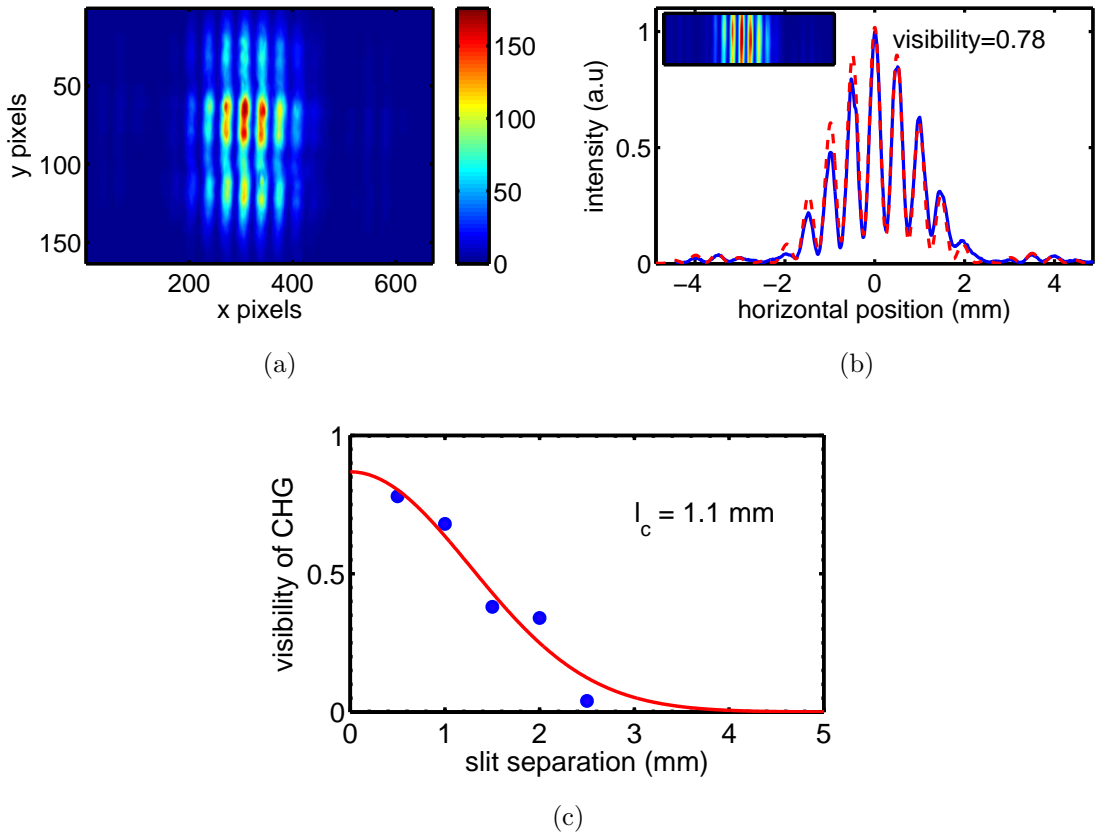 50
100
150
y pixels
200
400
600
x pixels
150
100
50
0
(a)
1
0.5
0
intensity (a.u)
visibility=0.78
−4
−2
0
2
4
horizontal position (mm)
(b)
1
0.5
0
visibility of CHG
l_c = 1.1 mm
0
1
2
3
4
5
slit separation (mm)
(c)